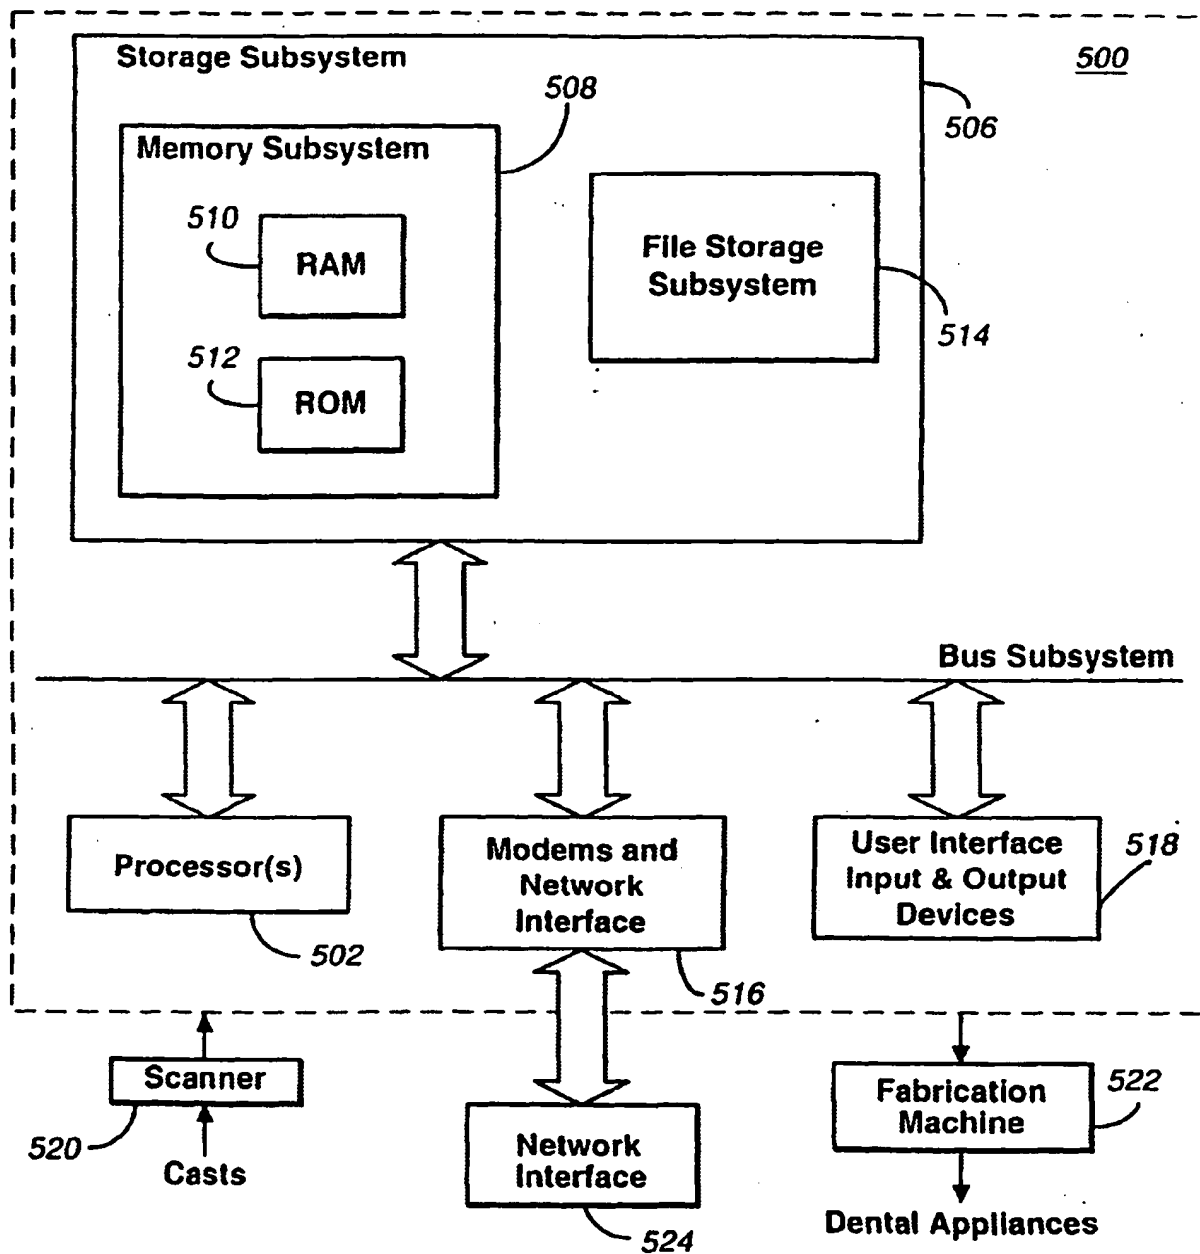 Storage Subsystem
500
508
506
Memory Subsystem
510
RAM
File Storage
Subsystem
514
512
ROM
Bus Subsystem
Processor(s)
502
Modems and
Network
Interface
516
User Interface
Input & Output
Devices
518
Scanner
520
Casts
Network
Interface
524
Fabrication
Machine
522
Dental Appliances